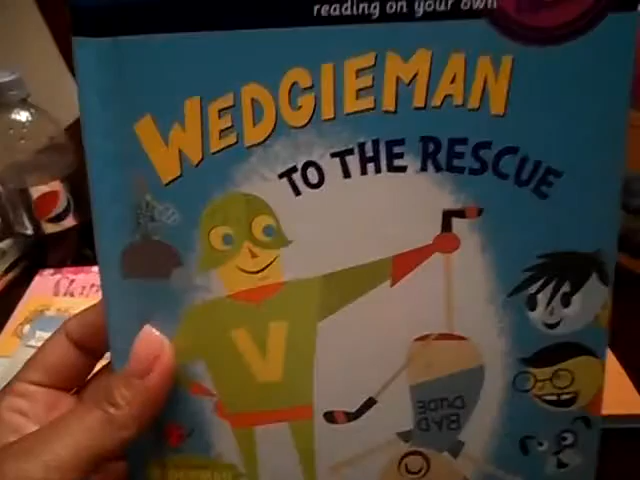 reading on your own
WEDGIEMAN
TO THE RESCUE
V
BAD
DUDE